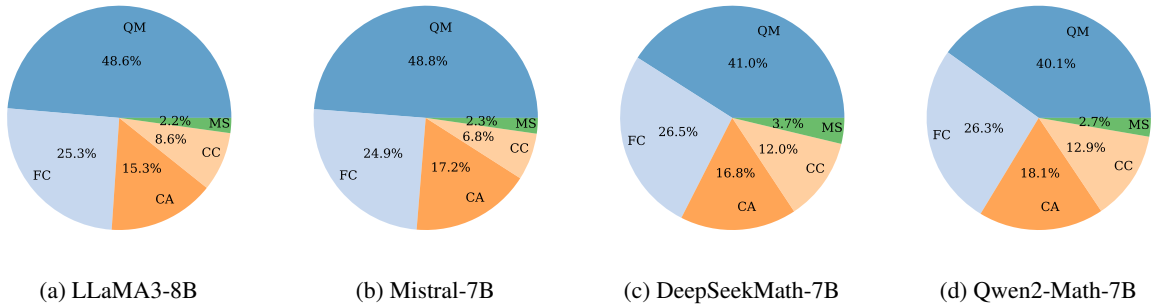 QM
48.6%
2.2%
MS
8.6%
CC
25.3%
FC
15.3%
CA
(a) LLaMA3-8B
QM
48.8%
2.3%
MS
6.8%
CC
24.9%
FC
17.2%
CA
(b) Mistral-7B
QM
41.0%
3.7%
MS
FC
26.5%
12.0%
CC
16.8%
CA
(c) DeepSeekMath-7B
QM
40.1%
2.7%
MS
FC
26.3%
12.9%
CC
18.1%
CA
(d) Qwen2-Math-7B